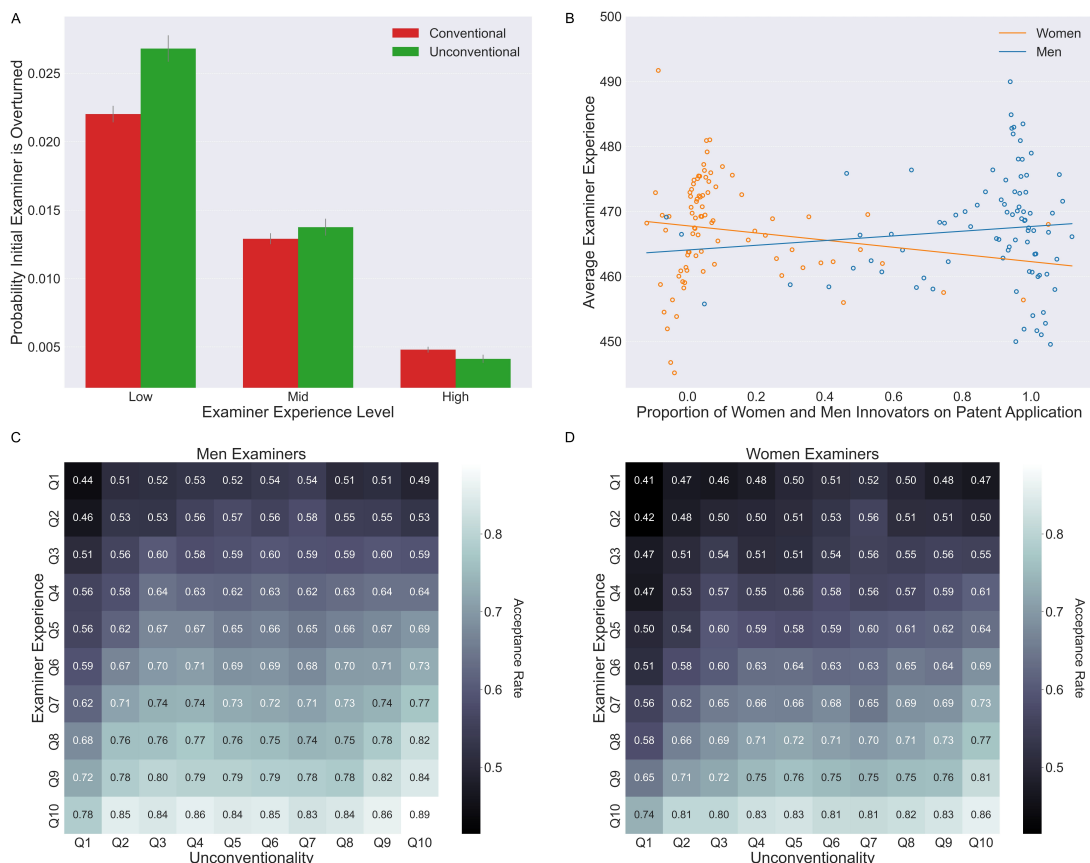 A
Conventional
Unconventional
Probability Initial Examiner is Overturned
0.025
0.020
0.015
0.010
0.005
Low Mid High
Examiner Experience Level
B
Women
Men
Average Examiner Experience
500
490
480
470
460
450
0.0 0.2 0.4 0.6 0.8 1.0
Proportion of Women and Men Innovators on Patent Application
C
Men Examiners
Examiner Experience
Q1 0.44 0.51 0.52 0.53 0.52 0.54 0.54 0.51 0.51 0.49
Q2 0.46 0.53 0.53 0.56 0.57 0.56 0.58 0.55 0.55 0.53
Q3 0.51 0.56 0.60 0.58 0.59 0.60 0.59 0.59 0.60 0.59
Q4 0.56 0.58 0.64 0.63 0.62 0.63 0.62 0.63 0.64 0.64
Q5 0.56 0.62 0.67 0.67 0.65 0.66 0.65 0.66 0.67 0.69
Q6 0.59 0.67 0.70 0.71 0.69 0.69 0.68 0.70 0.71 0.73
Q7 0.62 0.71 0.74 0.74 0.73 0.72 0.71 0.73 0.74 0.77
Q8 0.68 0.76 0.76 0.77 0.76 0.75 0.74 0.75 0.78 0.82
Q9 0.72 0.78 0.80 0.79 0.79 0.79 0.78 0.78 0.82 0.84
Q10 0.78 0.85 0.84 0.86 0.84 0.85 0.83 0.84 0.86 0.89
Q1 Q2 Q3 Q4 Q5 Q6 Q7 Q8 Q9 Q10
Unconventionality
0.8
0.7
0.6
0.5
Acceptance Rate
D
Women Examiners
Examiner Experience
Q1 0.41 0.47 0.46 0.48 0.50 0.51 0.52 0.50 0.48 0.47
Q2 0.42 0.48 0.50 0.50 0.51 0.53 0.56 0.51 0.51 0.50
Q3 0.47 0.51 0.54 0.51 0.51 0.54 0.56 0.55 0.56 0.55
Q4 0.47 0.53 0.57 0.55 0.56 0.58 0.56 0.57 0.59 0.61
Q5 0.50 0.54 0.60 0.59 0.58 0.59 0.60 0.61 0.62 0.64
Q6 0.51 0.58 0.60 0.63 0.64 0.63 0.63 0.65 0.64 0.69
Q7 0.56 0.62 0.65 0.66 0.66 0.68 0.65 0.69 0.69 0.73
Q8 0.58 0.66 0.69 0.71 0.72 0.71 0.70 0.71 0.73 0.77
Q9 0.65 0.71 0.72 0.75 0.76 0.75 0.75 0.75 0.76 0.81
Q10 0.74 0.81 0.80 0.83 0.83 0.81 0.81 0.82 0.83 0.86
Q1 Q2 Q3 Q4 Q5 Q6 Q7 Q8 Q9 Q10
Unconventionality
0.8
0.7
0.6
0.5
Acceptance Rate